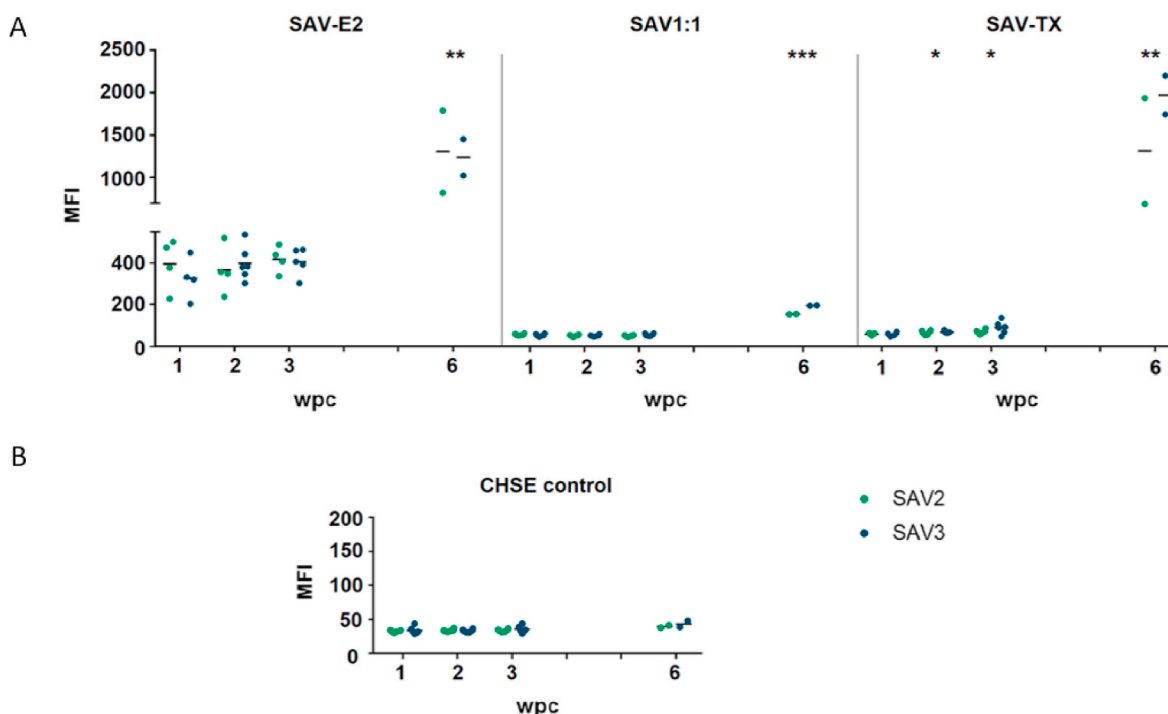 A
SAV-E2 SAV1:1 SAV-TX
** *** * * **
2500
2000
1500
1000
400
200
0
MFI
1 2 3 6 1 2 3 6 1 2 3 6
wpc wpc wpc
B
CHSE control
200
150
100
50
0
MFI
1 2 3 6
wpc
SAV2
SAV3